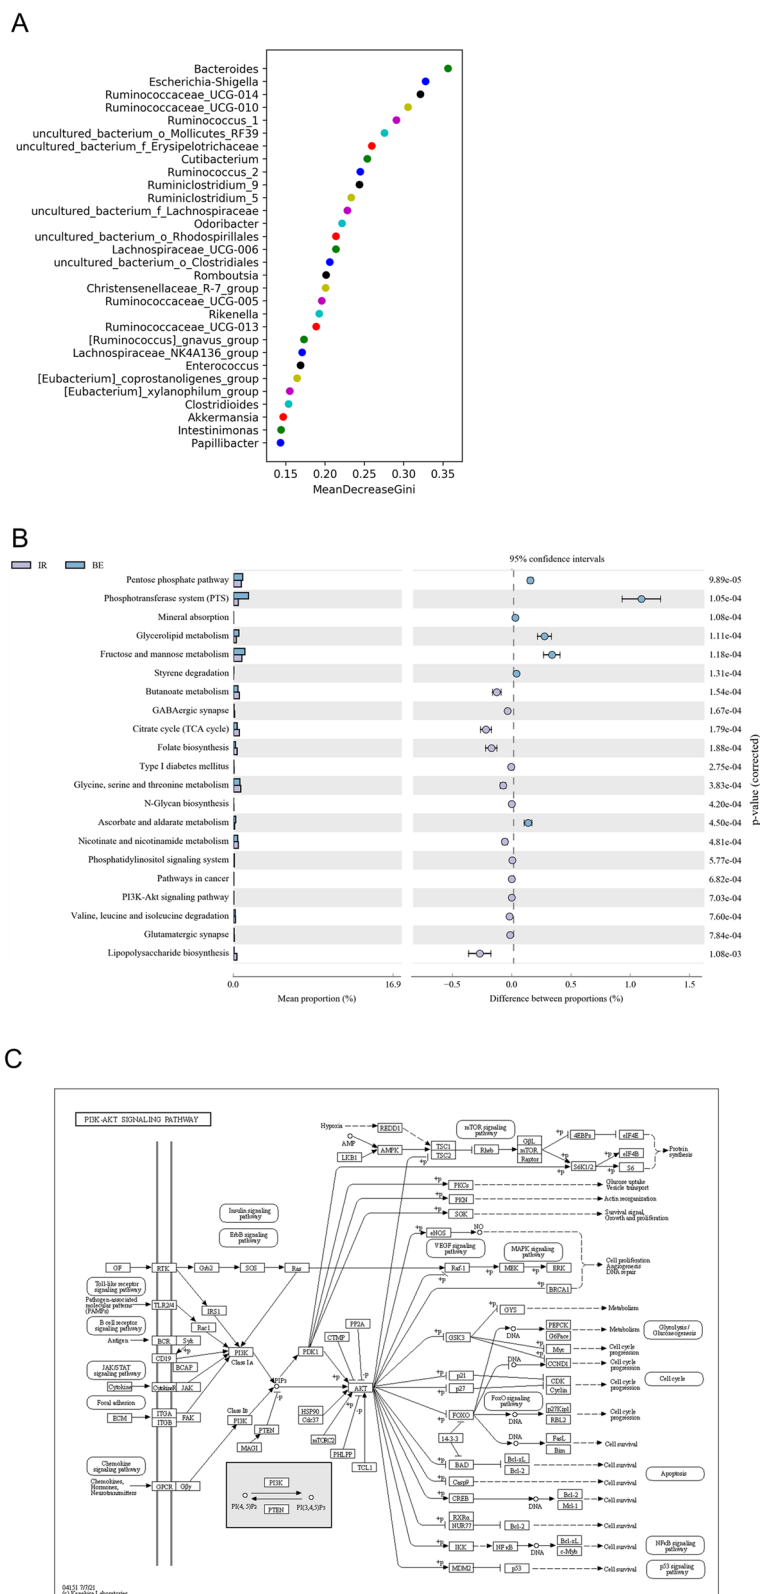 A
Bacteroides
Escherichia-Shigella
Ruminococcaceae_UCG-014
Ruminococcaceae_UCG-010
Ruminococcus_1
uncultured_bacterium_o_Mollicutes_RF39
uncultured_bacterium_f_Erysipelotrichaceae
Cutibacterium
Ruminococcus_2
Ruminiclostridium_9
Ruminiclostridium_5
uncultured_bacterium_f_Lachnospiraceae
Odoribacter
uncultured_bacterium_o_Rhodospirillales
Lachnospiraceae_UCG-006
uncultured_bacterium_o_Clostridiales
Romboutsia
Christensenellaceae_R-7_group
Ruminococcaceae_UCG-005
Rikenella
Ruminococcaceae_UCG-013
[Ruminococcus]_gnavus_group
Lachnospiraceae_NK4A136_group
Enterococcus
[Eubacterium]_coprostanoligenes_group
[Eubacterium]_xylanophilum_group
Clostridioides
Akkermansia
Intestinimonas
Papillibacter
0.15 0.20 0.25 0.30 0.35
MeanDecreaseGini
B
IR BE
95% confidence intervals
Pentose phosphate pathway 9.89e-05
Phosphotransferase system (PTS) 1.05e-04
Mineral absorption 1.08e-04
Glycerolipid metabolism 1.11e-04
Fructose and mannose metabolism 1.18e-04
Styrene degradation 1.31e-04
Butanoate metabolism 1.54e-04
GABAergic synapse 1.67e-04
Citrate cycle (TCA cycle) 1.79e-04
Folate biosynthesis 1.88e-04
Type I diabetes mellitus 2.75e-04
Glycine, serine and threonine metabolism 3.83e-04
N-Glycan biosynthesis 4.20e-04
Ascorbate and aldarate metabolism 4.50e-04
Nicotinate and nicotinamide metabolism 4.81e-04
Phosphatidylinositol signaling system 5.77e-04
Pathways in cancer 6.82e-04
PI3K-Akt signaling pathway 7.03e-04
Valine, leucine and isoleucine degradation 7.60e-04
Glutamatergic synapse 7.84e-04
Lipopolysaccharide biosynthesis 1.08e-03
p-value (corrected)
0.0 16.9 −0.5 0.0 0.5 1.0 1.5
Mean proportion (%) Difference between proportions (%)
C
PI3K-AKT SIGNALING PATHWAY
Hypoxia REDD1 mTOR signaling pathway
AMP AMPK LKB1 TSC1 TSC2 Rheb GβL mTOR Raptor
4EBPs eIF4E S6K1/2 eIF4B S6 Protein synthesis
PKCs Glucose uptake Vesicle transport
PKN Actin reorganization
SGK Survival signal, Growth and proliferation
Insulin signaling pathway
ErbB signaling pathway
eNOS NO
VEGF signaling pathway MAPK signaling pathway
Cell proliferation Angiogenesis DNA repair
GF RTK Grb2 SOS Ras Raf-1 MEK ERK
BRCA1
Toll-like receptor signaling pathway
Pathogen-associated molecular patterns (PAMPs) TLR2/4 IRS1
Rac1
B cell receptor signaling pathway
Antigen BCR Syk
CD19 BCAP
PI3K Class IA
PDK1 CTMP PP2A
GSK3 GYS Metabolism
DNA PEPCK G6Pace Metabolism Glycolysis / Gluconeogenesis
Myc Cell cycle progression
DNA CCND1 Cell cycle progression
JAK/STAT signaling pathway
Cytokine CytokineR JAK
PIP3 AKT
p21 p27 CDK Cyclin Cell cycle progression Cell cycle
Focal adhesion
ECM ITGA ITGB FAK
Class IB PI3K PTEN MAGI
HSP90 Cdc37 mTORC2 PHLPP TCL1
FoxO signaling pathway
FOXO DNA p27Kip1 RBL2 Cell cycle progression
14-3-3 DNA FasL Bim Cell survival
Chemokine signaling pathway
Chemokines, Hormones, Neurotransmitters GPCR Gβγ
PI3K
PI(4,5)P2 PI(3,4,5)P3
PTEN
BAD Bcl-xL Bcl-2 Cell survival
Casp9 Cell survival Apoptosis
CREB DNA Bcl-2 Mcl-1 Cell survival
RXRα NUR77 Bcl-2 Cell survival
IKK NFκB DNA Bcl-xL c-Myb Cell survival NFκB signaling pathway
MDM2 p53 Cell survival p53 signaling pathway
04151 7/7/21
(c) Kanehisa Laboratories